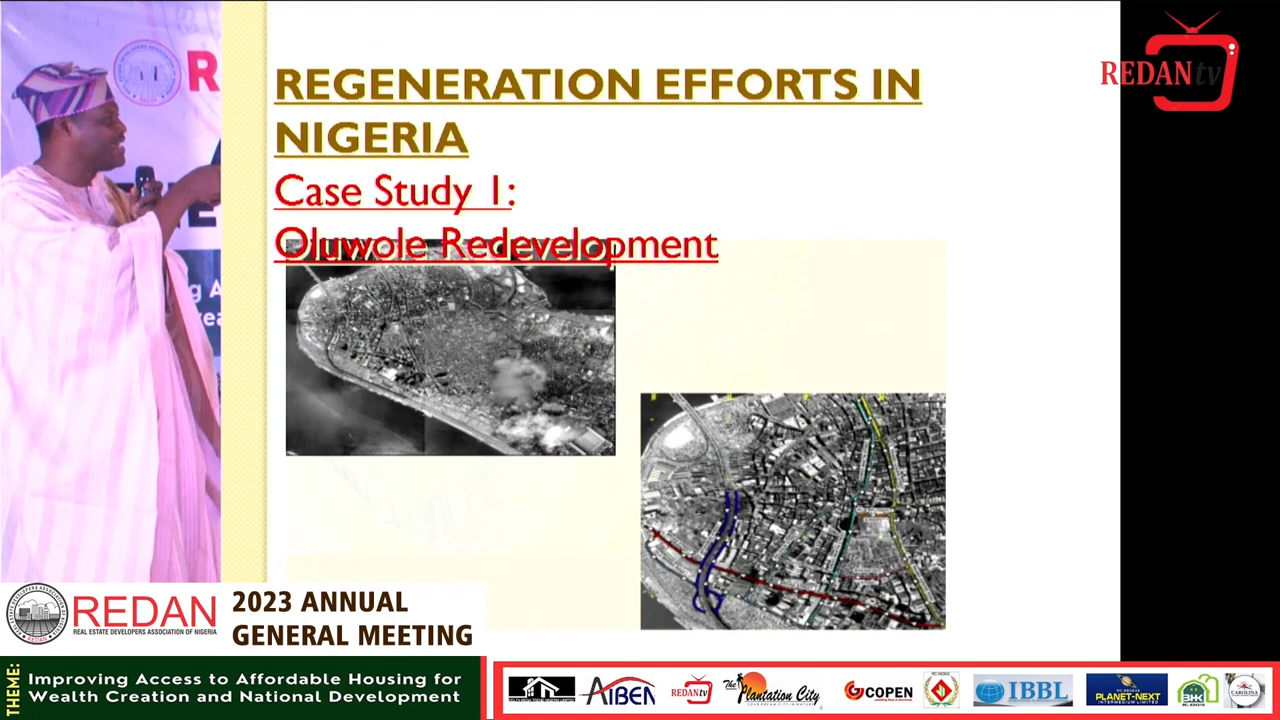 R
REDANtv
REGENERATION EFFORTS IN
NIGERIA
Case Study 1:
Oluwole Redevelopment
REDAN
REAL ESTATE DEVELOPERS ASSOCIATION OF NIGERIA
2023 ANNUAL
GENERAL MEETING
THEME:
Improving Access to Affordable Housing for
Wealth Creation and National Development
AIBEN
REDANtv
The Plantation City
COPEN
IBBL
PLANET-NEXT
INTERMEDIUM LIMITED
CAROLINA